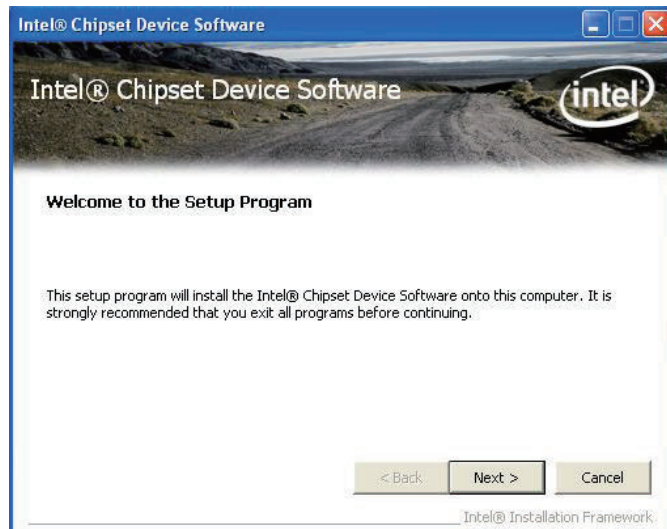 Intel® Chipset Device Software
Intel® Chipset Device Software
intel
Welcome to the Setup Program
This setup program will install the Intel® Chipset Device Software onto this computer. It is
strongly recommended that you exit all programs before continuing.
< Back Next > Cancel
Intel® Installation Framework